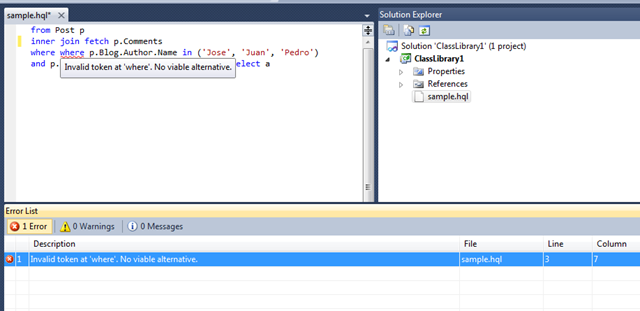 sample.hql*
from Post p
inner join fetch p.Comments
where where p.Blog.Author.Name in ('Jose', 'Juan', 'Pedro')
and p. elect a
Invalid token at 'where'. No viable alternative.
Solution Explorer
Solution 'ClassLibrary1' (1 project)
ClassLibrary1
Properties
References
sample.hql
Error List
1 Error 0 Warnings 0 Messages
Description File Line Column
1 Invalid token at 'where'. No viable alternative. sample.hql 3 7